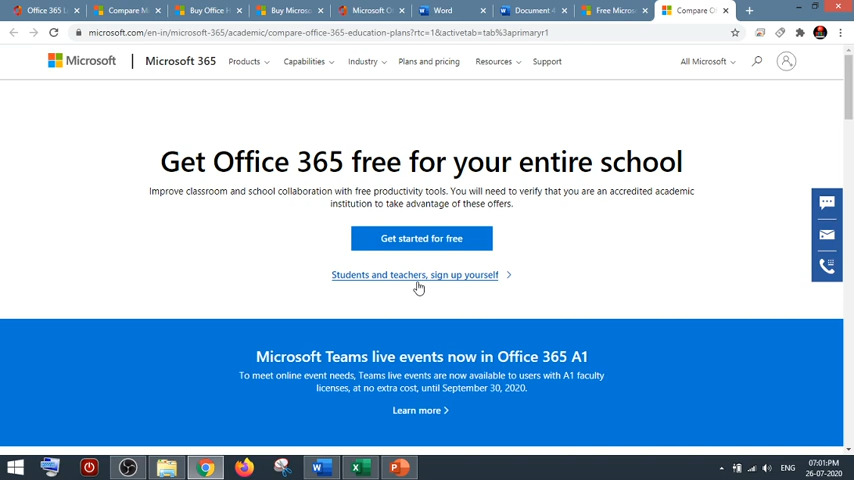 Office 365 L
Compare M
Buy Office H
Buy Micros
Microsoft O
Word
Document 4
Free Micros
Compare O
microsoft.com/en-in/microsoft-365/academic/compare-office-365-education-plans?rtc=1&activetab=tab%3aprimaryr1
Microsoft
Microsoft 365
Products
Capabilities
Industry
Plans and pricing
Resources
Support
All Microsoft
Get Office 365 free for your entire school
Improve classroom and school collaboration with free productivity tools. You will need to verify that you are an accredited academic
institution to take advantage of these offers.
Get started for free
Students and teachers, sign up yourself
Microsoft Teams live events now in Office 365 A1
To meet online event needs, Teams live events are now available to users with A1 faculty
licenses, at no extra cost, until September 30, 2020.
Learn more
ENG
07:01:PM
26-07-2020